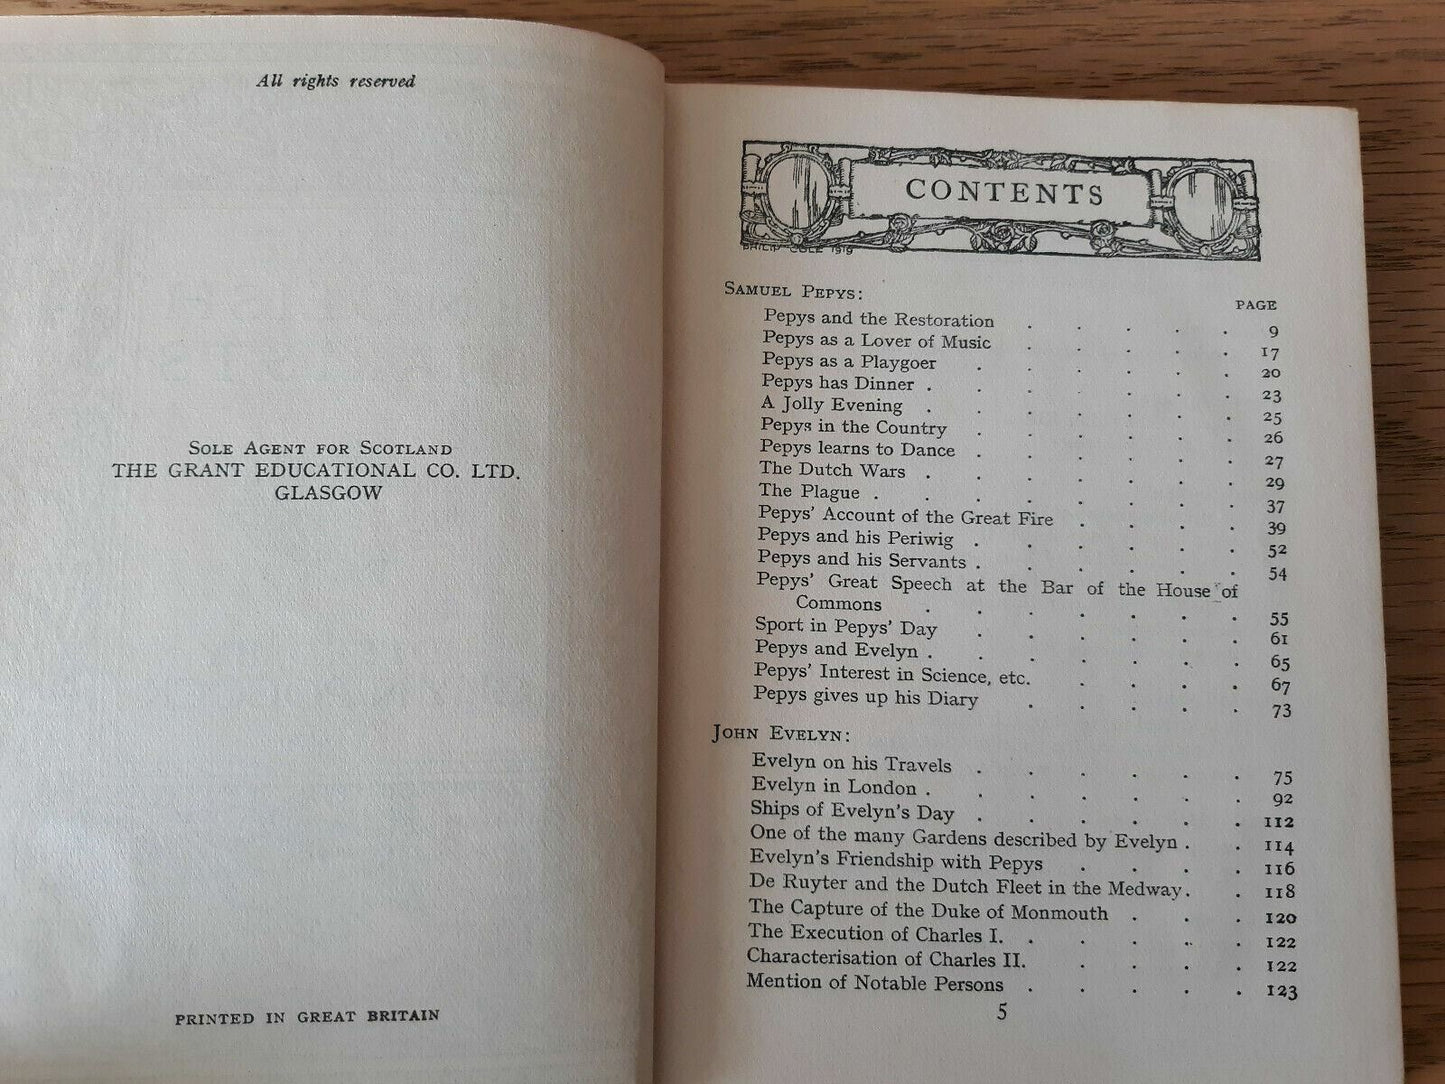 All rights reserved
SOLE AGENT FOR SCOTLAND
THE GRANT EDUCATIONAL CO. LTD.
GLASGOW
PRINTED IN GREAT BRITAIN
CONTENTS
PHILIP COLE 1919
SAMUEL PEPYS:
PAGE
Pepys and the Restoration . . . . . 9
Pepys as a Lover of Music . . . . . 17
Pepys as a Playgoer . . . . . . 20
Pepys has Dinner . . . . . . . 23
A Jolly Evening . . . . . . . 25
Pepys in the Country . . . . . . 26
Pepys learns to Dance . . . . . . 27
The Dutch Wars . . . . . . . 29
The Plague . . . . . . . . 37
Pepys' Account of the Great Fire . . . . 39
Pepys and his Periwig . . . . . . 52
Pepys and his Servants . . . . . . 54
Pepys' Great Speech at the Bar of the House of
Commons . . . . . . . 55
Sport in Pepys' Day . . . . . . 61
Pepys and Evelyn . . . . . . . 65
Pepys' Interest in Science, etc. . . . . 67
Pepys gives up his Diary . . . . . 73
JOHN EVELYN:
Evelyn on his Travels . . . . . . 75
Evelyn in London . . . . . . . 92
Ships of Evelyn's Day . . . . . . 112
One of the many Gardens described by Evelyn . . 114
Evelyn's Friendship with Pepys . . . . 116
De Ruyter and the Dutch Fleet in the Medway . . 118
The Capture of the Duke of Monmouth . . . 120
The Execution of Charles I. . . . . . 122
Characterisation of Charles II. . . . . 122
Mention of Notable Persons . . . . . 123
5